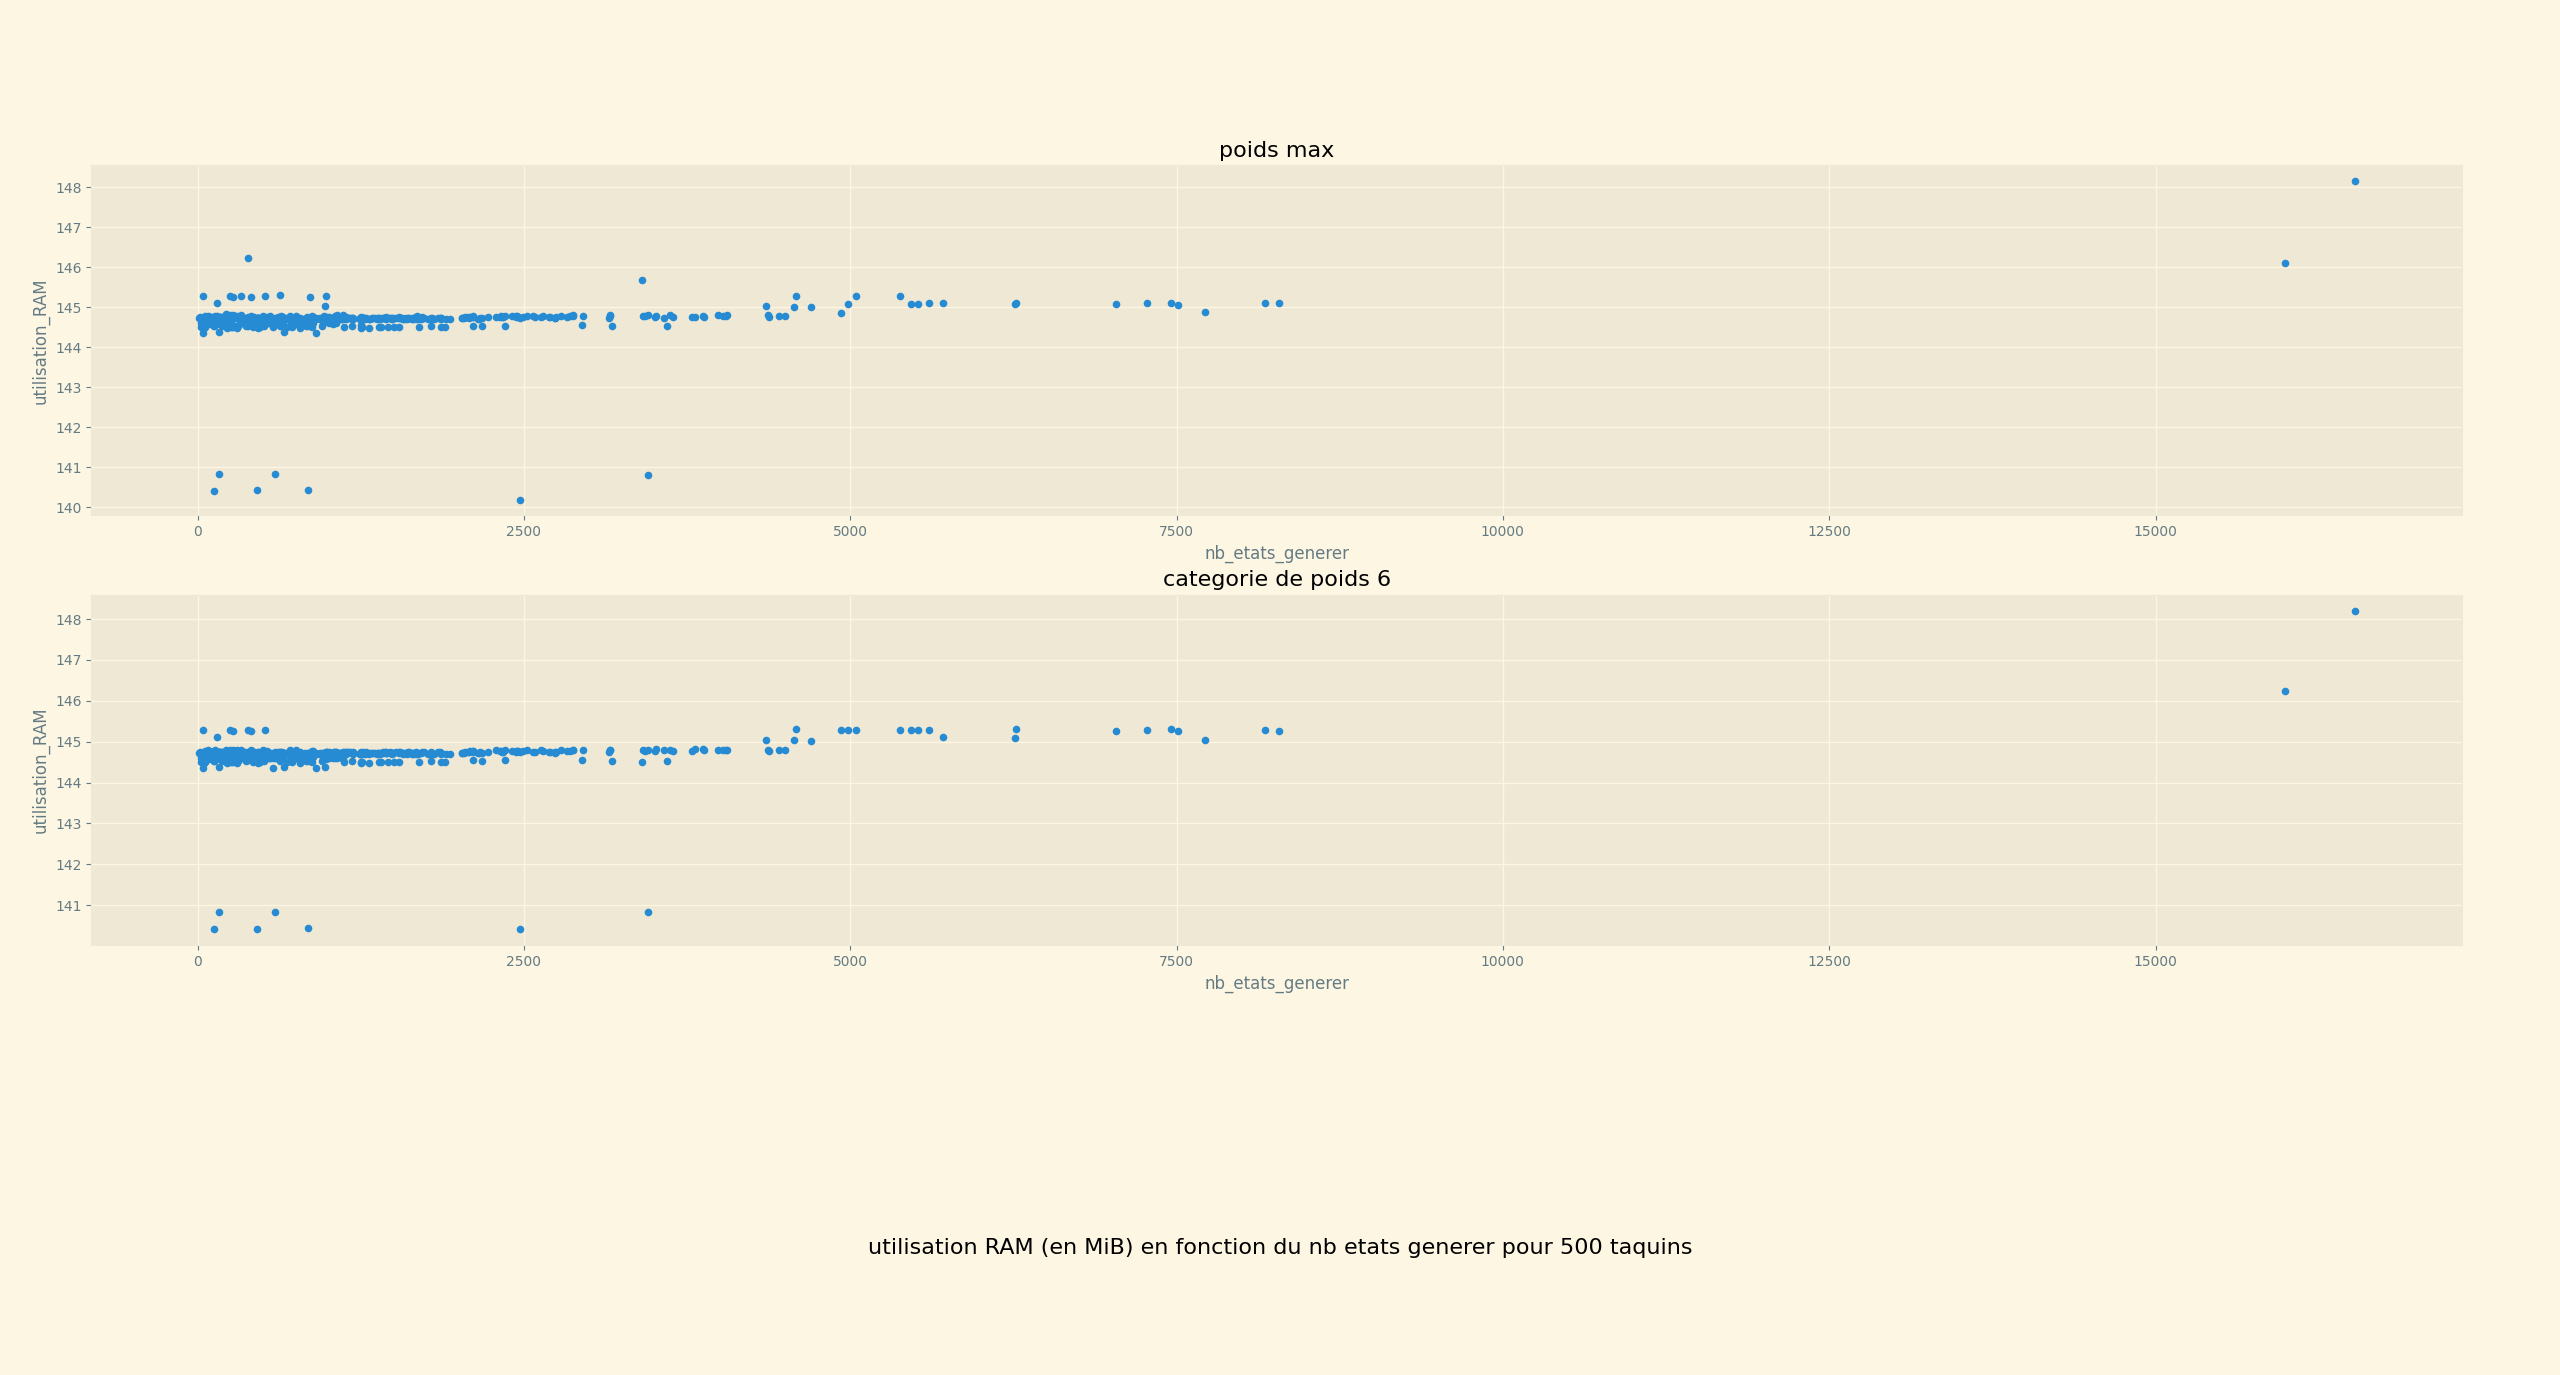 poids max
148
147
146
145
144
143
142
141
140
utilisation_RAM
0 2500 5000 7500 10000 12500 15000
nb_etats_generer
categorie de poids 6
148
147
146
145
144
143
142
141
utilisation_RAM
0 2500 5000 7500 10000 12500 15000
nb_etats_generer
utilisation RAM (en MiB) en fonction du nb etats generer pour 500 taquins